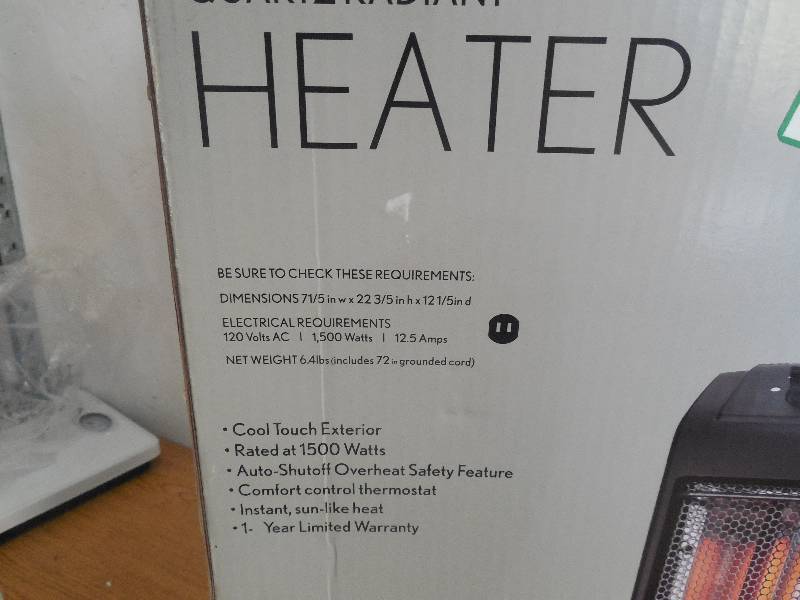 QUARTZ RADIANT
HEATER
BE SURE TO CHECK THESE REQUIREMENTS:
DIMENSIONS 7 1/5 in w x 22 3/5 in h x 12 1/5in d
ELECTRICAL REQUIREMENTS
120 Volts AC | 1,500 Watts | 12.5 Amps
NET WEIGHT 6.4lbs (includes 72 in grounded cord)
• Cool Touch Exterior
• Rated at 1500 Watts
• Auto-Shutoff Overheat Safety Feature
• Comfort control thermostat
• Instant, sun-like heat
• 1- Year Limited Warranty